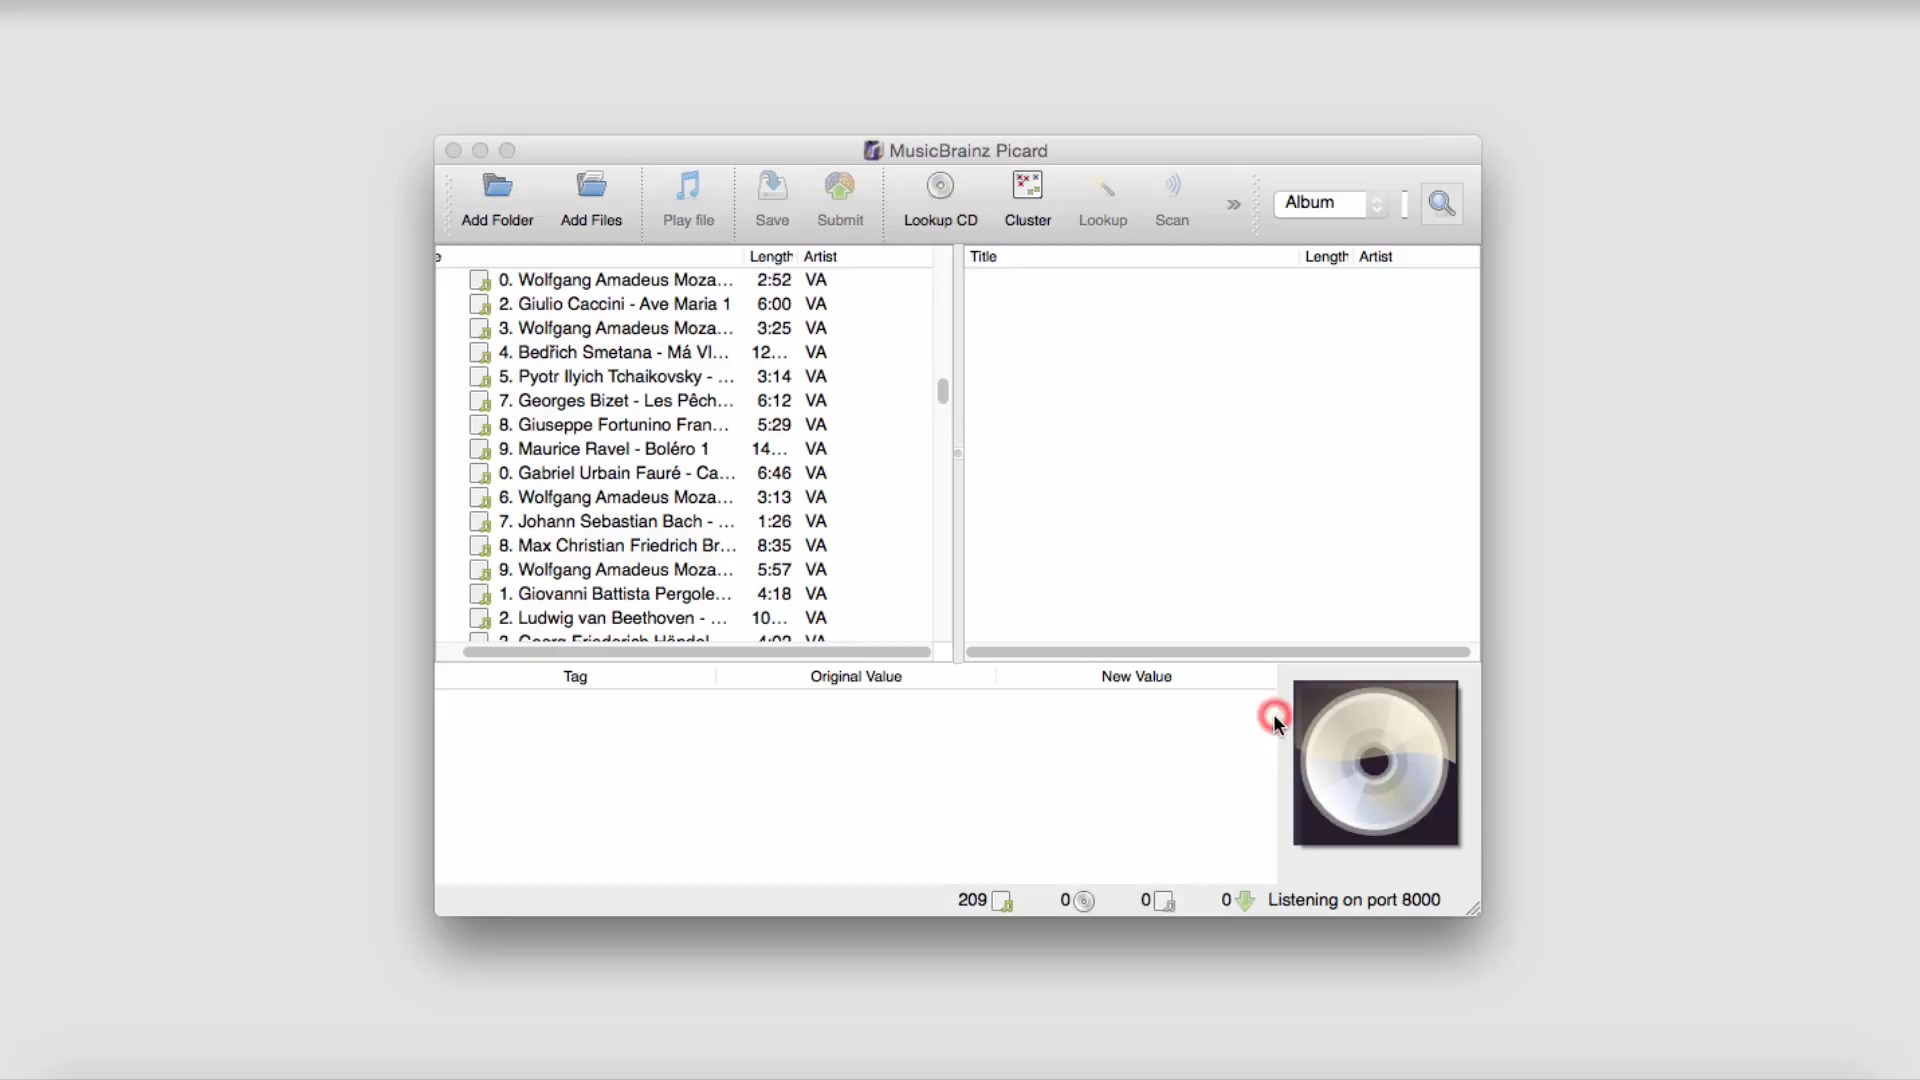 MusicBrainz Picard
Add Folder Add Files Play file Save Submit Lookup CD Cluster Lookup Scan » Album
e Length Artist Title Length Artist
0. Wolfgang Amadeus Moza... 2:52 VA
2. Giulio Caccini - Ave Maria 1 6:00 VA
3. Wolfgang Amadeus Moza... 3:25 VA
4. Bedřich Smetana - Má Vl... 12... VA
5. Pyotr Ilyich Tchaikovsky - ... 3:14 VA
7. Georges Bizet - Les Pêch... 6:12 VA
8. Giuseppe Fortunino Fran... 5:29 VA
9. Maurice Ravel - Boléro 1 14... VA
0. Gabriel Urbain Fauré - Ca... 6:46 VA
6. Wolfgang Amadeus Moza... 3:13 VA
7. Johann Sebastian Bach - ... 1:26 VA
8. Max Christian Friedrich Br... 8:35 VA
9. Wolfgang Amadeus Moza... 5:57 VA
1. Giovanni Battista Pergole... 4:18 VA
2. Ludwig van Beethoven - ... 10... VA
Tag Original Value New Value
209 0 0 0 Listening on port 8000